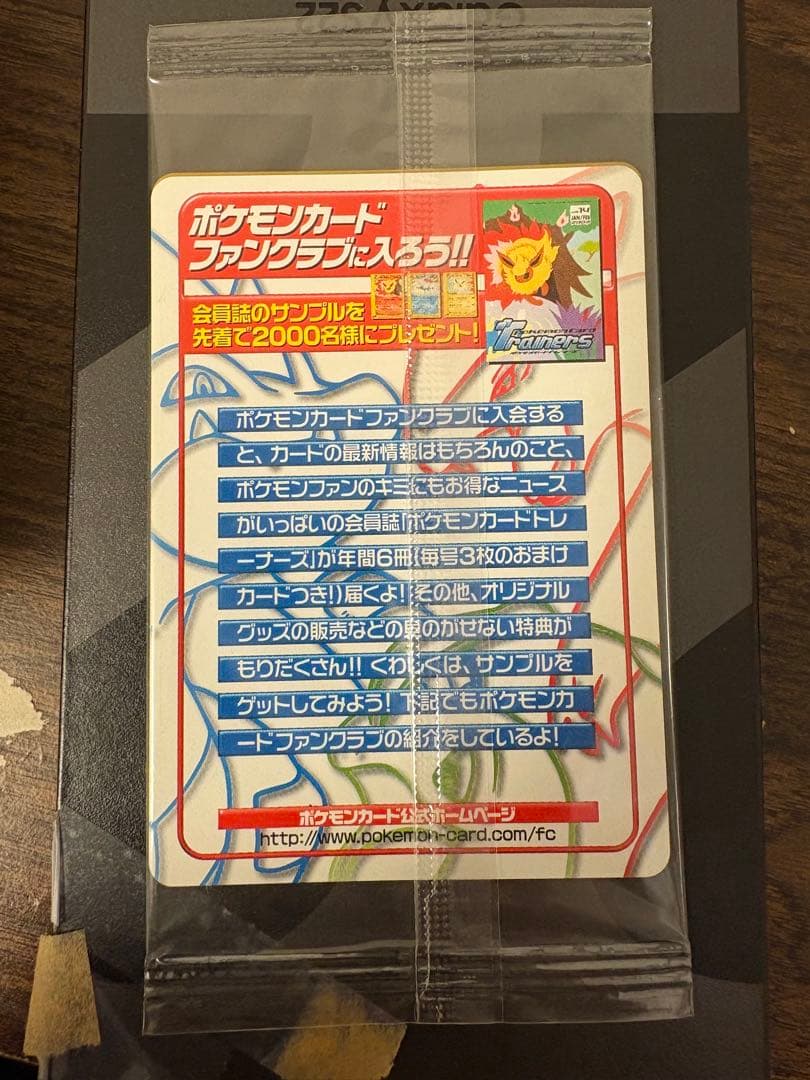 Galaxy S22
ポケモンカード
ファンクラブに入ろう!!
会員誌のサンプルを
先着で2000名様にプレゼント!
14
JAN/FEB
Pokemon Card
Trainers
ポケモンカードファンクラブに入会する
と、カードの最新情報はもちろんのこと、
ポケモンファンのキミにもお得なニュース
がいっぱいの会員誌「ポケモンカードトレ
ーナーズ」が年間6冊(毎号3枚のおまけ
カードつき!)届くよ! その他、オリジナル
グッズの販売などの見のがせない特典が
もりだくさん!! くわしくは、サンプルを
ゲットしてみよう! 下記でもポケモンカ
ードファンクラブの紹介をしているよ!
ポケモンカード公式ホームページ
http://www.pokemon-card.com/fc